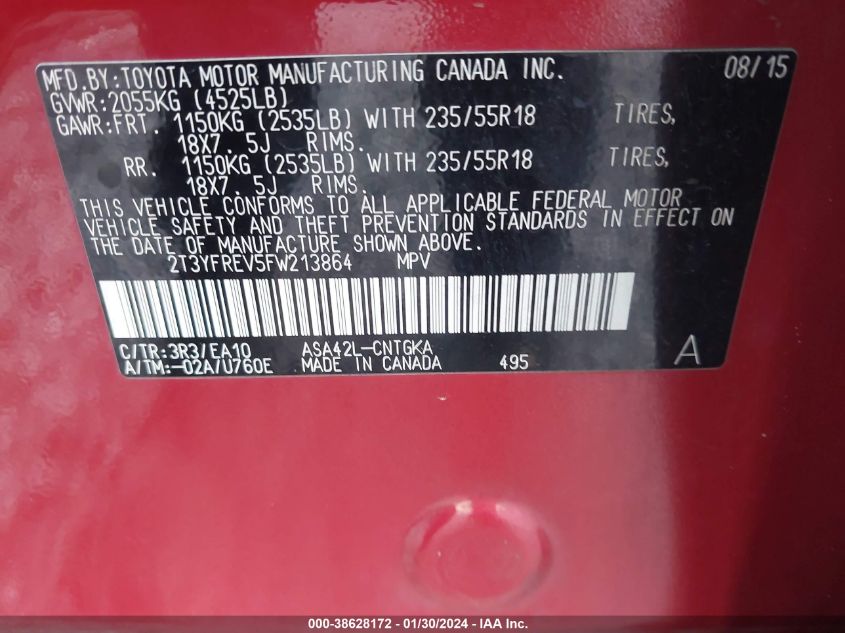 MFD.BY:TOYOTA MOTOR MANUFACTURING CANADA INC. 08/15
GVWR:2055KG (4525LB)
GAWR:FRT. 1150KG (2535LB) WITH 235/55R18 TIRES,
18X7.5J RIMS.
RR. 1150KG (2535LB) WITH 235/55R18 TIRES,
18X7.5J RIMS.
THIS VEHICLE CONFORMS TO ALL APPLICABLE FEDERAL MOTOR
VEHICLE SAFETY AND THEFT PREVENTION STANDARDS IN EFFECT ON
THE DATE OF MANUFACTURE SHOWN ABOVE.
2T3YFREV5FW213864 MPV
C/TR:3R3/EA10 ASA42L-CNTGKA
A/TM:-02A/U760E MADE IN CANADA 495 A
000-38628172 - 01/30/2024 - IAA Inc.